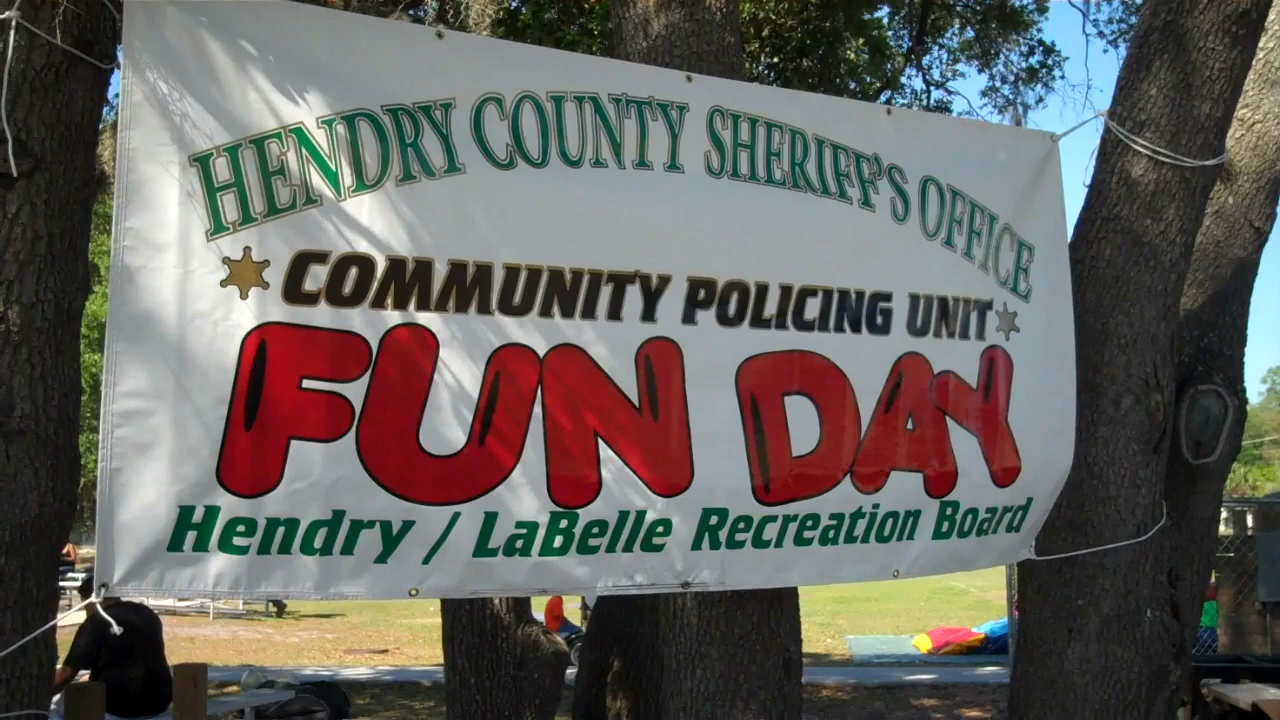 HENDRY COUNTY SHERIFF'S OFFICE
COMMUNITY POLICING UNIT
FUN DAY
Hendry / LaBelle Recreation Board